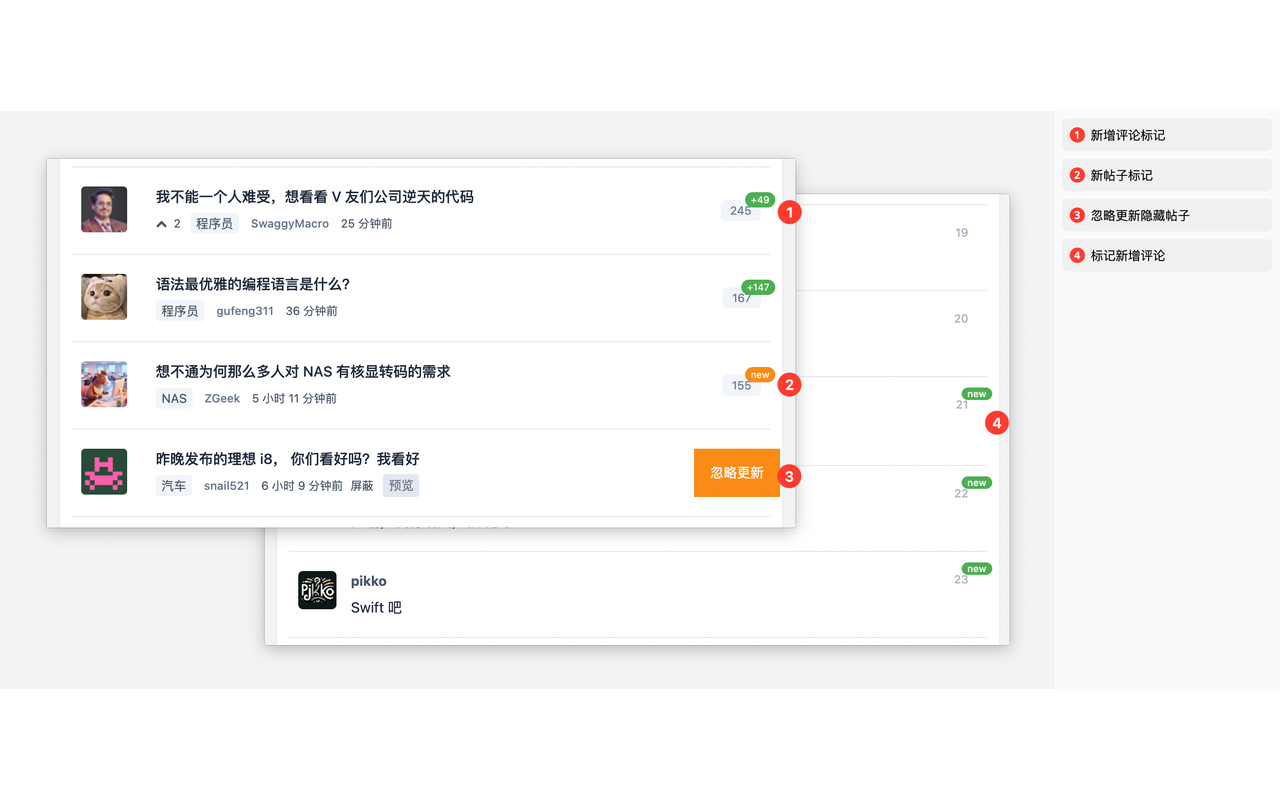 我不能一个人难受，想看看 V 友们公司逆天的代码
2 程序员 SwaggyMacro 25 分钟前
245 +49
1
语法最优雅的编程语言是什么？
程序员 gufeng311 36 分钟前
167 +147
想不通为何那么多人对 NAS 有核显转码的需求
NAS ZGeek 5 小时 11 分钟前
155 new
2
昨晚发布的理想 i8， 你们看好吗？我看好
汽车 snail521 6 小时 9 分钟前 屏蔽 预览
忽略更新
3
19
20
21 new
4
22 new
pikko
Swift 吧
23 new
1 新增评论标记
2 新帖子标记
3 忽略更新隐藏帖子
4 标记新增评论